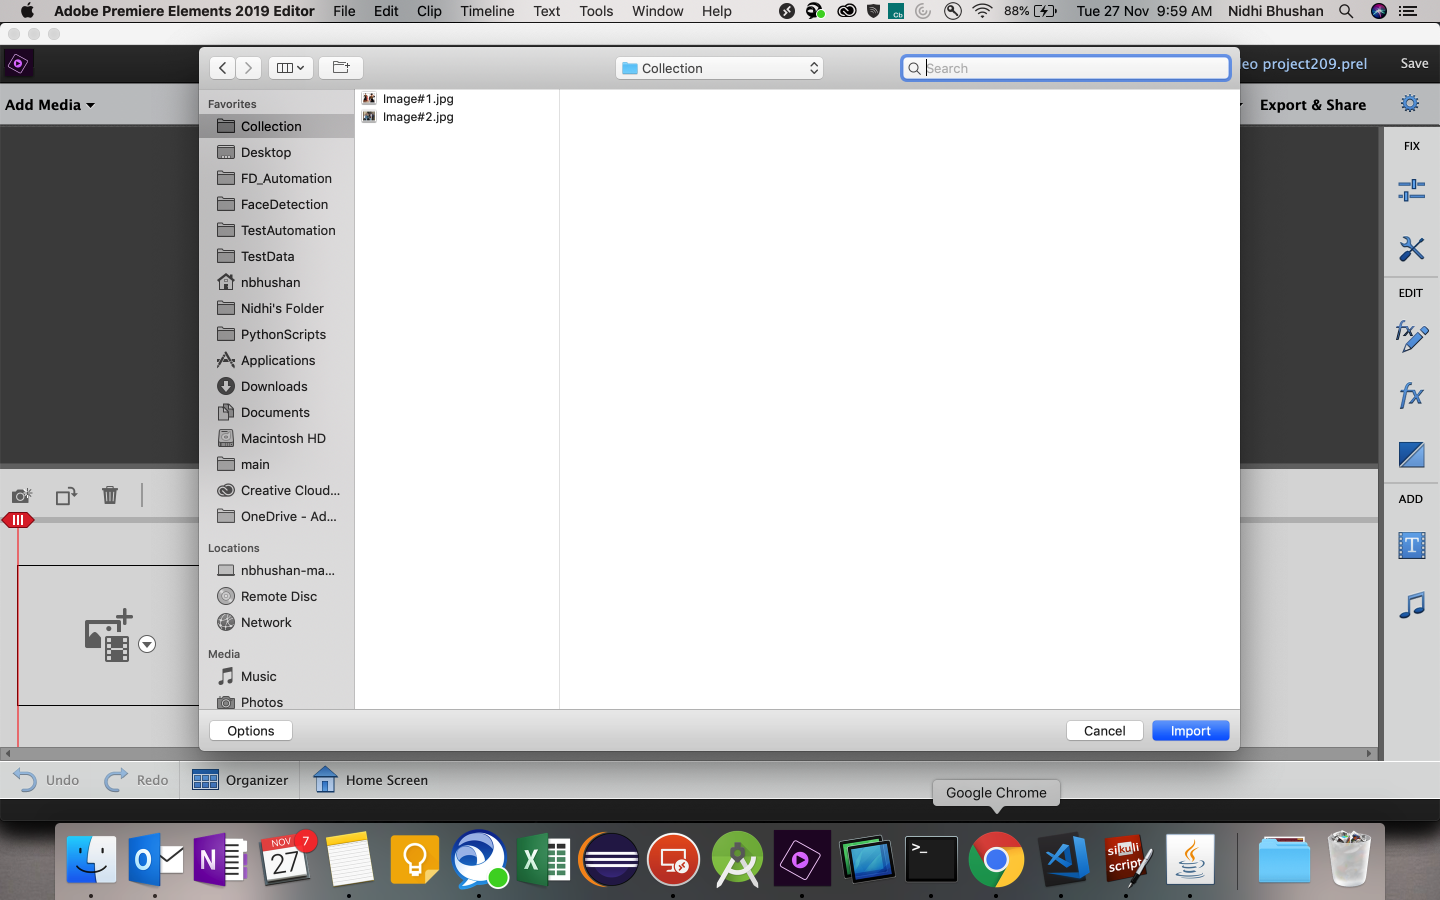 Adobe Premiere Elements 2019 Editor File Edit Clip Timeline Text Tools Window Help 88% Tue 27 Nov 9:59 AM Nidhi Bhushan
Collection
Search
eo project209.prel
Save
Add Media
Export & Share
Favorites
Collection
Desktop
FD_Automation
FaceDetection
TestAutomation
TestData
nbhushan
Nidhi's Folder
PythonScripts
Applications
Downloads
Documents
Macintosh HD
main
Creative Cloud...
OneDrive - Ad...
Locations
nbhushan-ma...
Remote Disc
Network
Media
Music
Photos
Image#1.jpg
Image#2.jpg
Options
Cancel
Import
FIX
EDIT
fx
fx
ADD
T
Undo
Redo
Organizer
Home Screen
Google Chrome
NOV
27
7
>_
sikuli
script